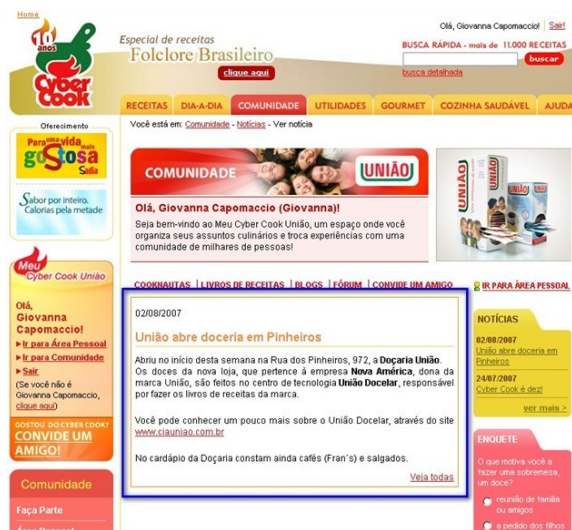 Home
10 anos
Cyber Cook
Especial de receitas
Folclore Brasileiro
clique aqui
Olá, Giovanna Capomaccio! Sair!
BUSCA RÁPIDA - mais de 11.000 RECEITAS
buscar
busca detalhada
RECEITAS DIA-A-DIA COMUNIDADE UTILIDADES GOURMET COZINHA SAUDÁVEL AJUDA
Oferecimento
Você está em: Comunidade - Notícias - Ver notícia
Para uma vida mais
gostosa
Sadia
Sabor por inteiro.
Calorias pela metade
COMUNIDADE
UNIÃO
UNIÃO
UNIÃO
UNIÃO
Olá, Giovanna Capomaccio (Giovanna)!
Seja bem-vindo ao Meu Cyber Cook União, um espaço onde você
organiza seus assuntos culinários e troca experiências com uma
comunidade de milhares de pessoas!
Meu
Cyber Cook União
Olá,
Giovanna
Capomaccio!
Ir para Área Pessoal
Ir para Comunidade
Sair
(Se você não é
Giovanna Capomaccio,
clique aqui)
GOSTOU DO CYBER COOK?
CONVIDE UM
AMIGO!
Comunidade
Faça Parte
Área Pessoal
COOKNAUTAS | LIVROS DE RECEITAS | BLOGS | FÓRUM | CONVIDE UM AMIGO
IR PARA ÀREA PESSOAL
02/08/2007
União abre doceria em Pinheiros
Abriu no início desta semana na Rua dos Pinheiros, 972, a Doçaria União.
Os doces da nova loja, que pertence à empresa Nova América, dona da
marca União, são feitos no centro de tecnologia União Docelar, responsável
por fazer os livros de receitas da marca.
Você pode conhecer um pouco mais sobre o União Docelar, através do site
www.ciauniao.com.br
No cardápio da Doçaria constam ainda cafés (Fran´s) e salgados.
Veja todas
NOTÍCIAS
02/08/2007
União abre doceria em
Pinheiros
24/07/2007
Cyber Cook é dez!
ver mais >
ENQUETE
O que motiva você a
fazer uma sobremesa,
um doce?
reunião de família
ou amigos
a pedido dos filhos